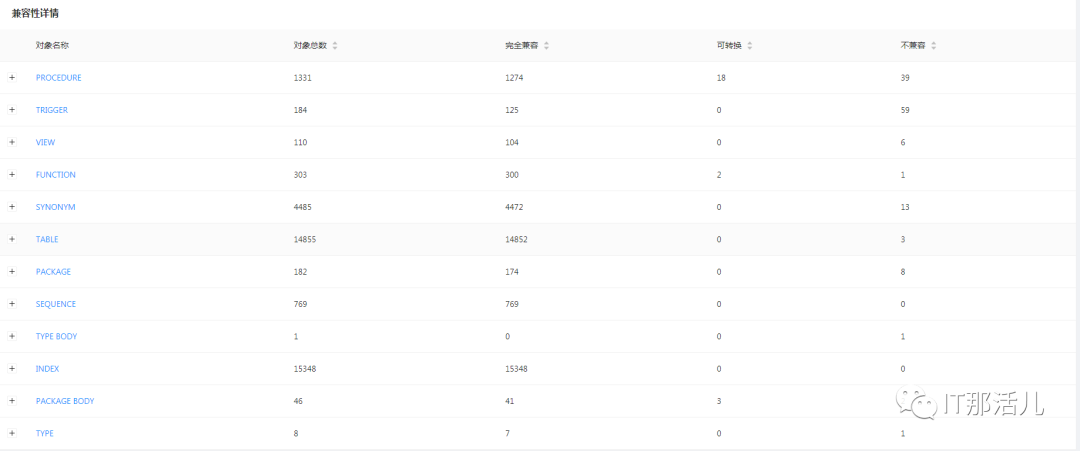 兼容性详情
对象名称 对象总数 完全兼容 可转换 不兼容
+ PROCEDURE 1331 1274 18 39
+ TRIGGER 184 125 0 59
+ VIEW 110 104 0 6
+ FUNCTION 303 300 2 1
+ SYNONYM 4485 4472 0 13
+ TABLE 14855 14852 0 3
+ PACKAGE 182 174 0 8
+ SEQUENCE 769 769 0 0
+ TYPE BODY 1 0 0 1
+ INDEX 15348 15348 0 0
+ PACKAGE BODY 46 41 3
IT那活儿
+ TYPE 8 7 0 1